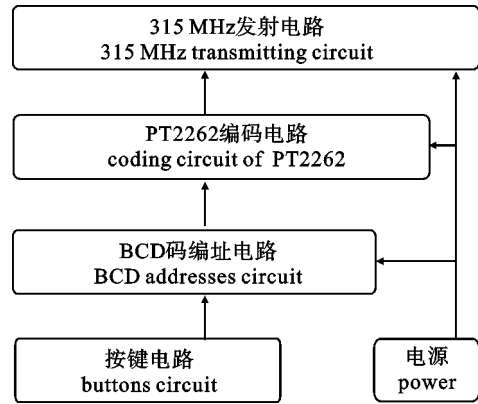 315 MHz发射电路
315 MHz transmitting circuit
PT2262编码电路
coding circuit of PT2262
BCD码编址电路
BCD addresses circuit
按键电路
buttons circuit
电源
power